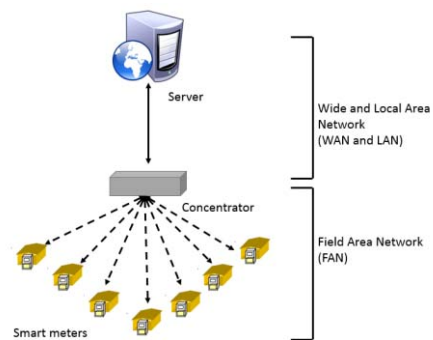 Server
Wide and Local Area
Network
(WAN and LAN)
Concentrator
Field Area Network
(FAN)
Smart meters